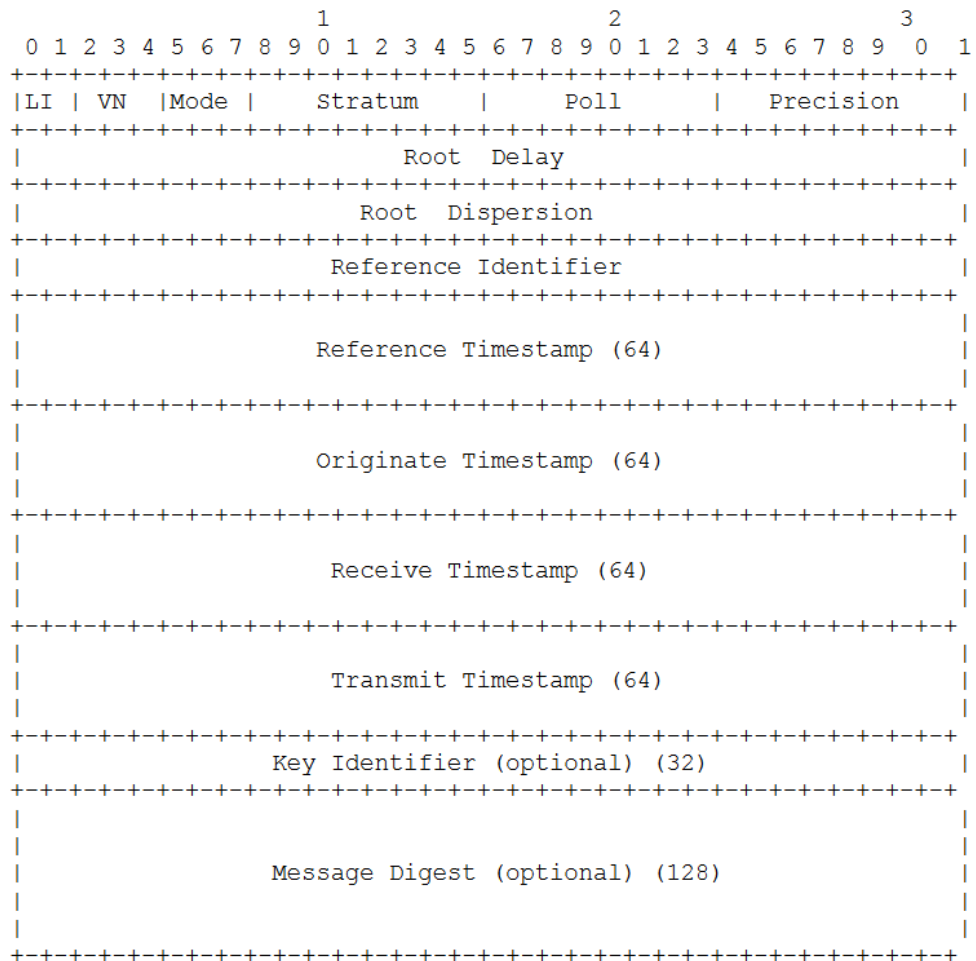 1                   2                   3
 0 1 2 3 4 5 6 7 8 9 0 1 2 3 4 5 6 7 8 9 0 1 2 3 4 5 6 7 8 9  0  1
+-+-+-+-+-+-+-+-+-+-+-+-+-+-+-+-+-+-+-+-+-+-+-+-+-+-+-+-+-+-+-+-+
|LI | VN  |Mode |    Stratum    |     Poll      |   Precision    |
+-+-+-+-+-+-+-+-+-+-+-+-+-+-+-+-+-+-+-+-+-+-+-+-+-+-+-+-+-+-+-+-+
|                          Root  Delay                           |
+-+-+-+-+-+-+-+-+-+-+-+-+-+-+-+-+-+-+-+-+-+-+-+-+-+-+-+-+-+-+-+-+
|                       Root  Dispersion                         |
+-+-+-+-+-+-+-+-+-+-+-+-+-+-+-+-+-+-+-+-+-+-+-+-+-+-+-+-+-+-+-+-+
|                     Reference Identifier                       |
+-+-+-+-+-+-+-+-+-+-+-+-+-+-+-+-+-+-+-+-+-+-+-+-+-+-+-+-+-+-+-+-+
|                                                                |
|                    Reference Timestamp (64)                    |
|                                                                |
+-+-+-+-+-+-+-+-+-+-+-+-+-+-+-+-+-+-+-+-+-+-+-+-+-+-+-+-+-+-+-+-+
|                                                                |
|                    Originate Timestamp (64)                    |
|                                                                |
+-+-+-+-+-+-+-+-+-+-+-+-+-+-+-+-+-+-+-+-+-+-+-+-+-+-+-+-+-+-+-+-+
|                                                                |
|                     Receive Timestamp (64)                     |
|                                                                |
+-+-+-+-+-+-+-+-+-+-+-+-+-+-+-+-+-+-+-+-+-+-+-+-+-+-+-+-+-+-+-+-+
|                                                                |
|                     Transmit Timestamp (64)                    |
|                                                                |
+-+-+-+-+-+-+-+-+-+-+-+-+-+-+-+-+-+-+-+-+-+-+-+-+-+-+-+-+-+-+-+-+
|                 Key Identifier (optional) (32)                 |
+-+-+-+-+-+-+-+-+-+-+-+-+-+-+-+-+-+-+-+-+-+-+-+-+-+-+-+-+-+-+-+-+
|                                                                |
|                                                                |
|                 Message Digest (optional) (128)                |
|                                                                |
|                                                                |
+-+-+-+-+-+-+-+-+-+-+-+-+-+-+-+-+-+-+-+-+-+-+-+-+-+-+-+-+-+-+-+-+